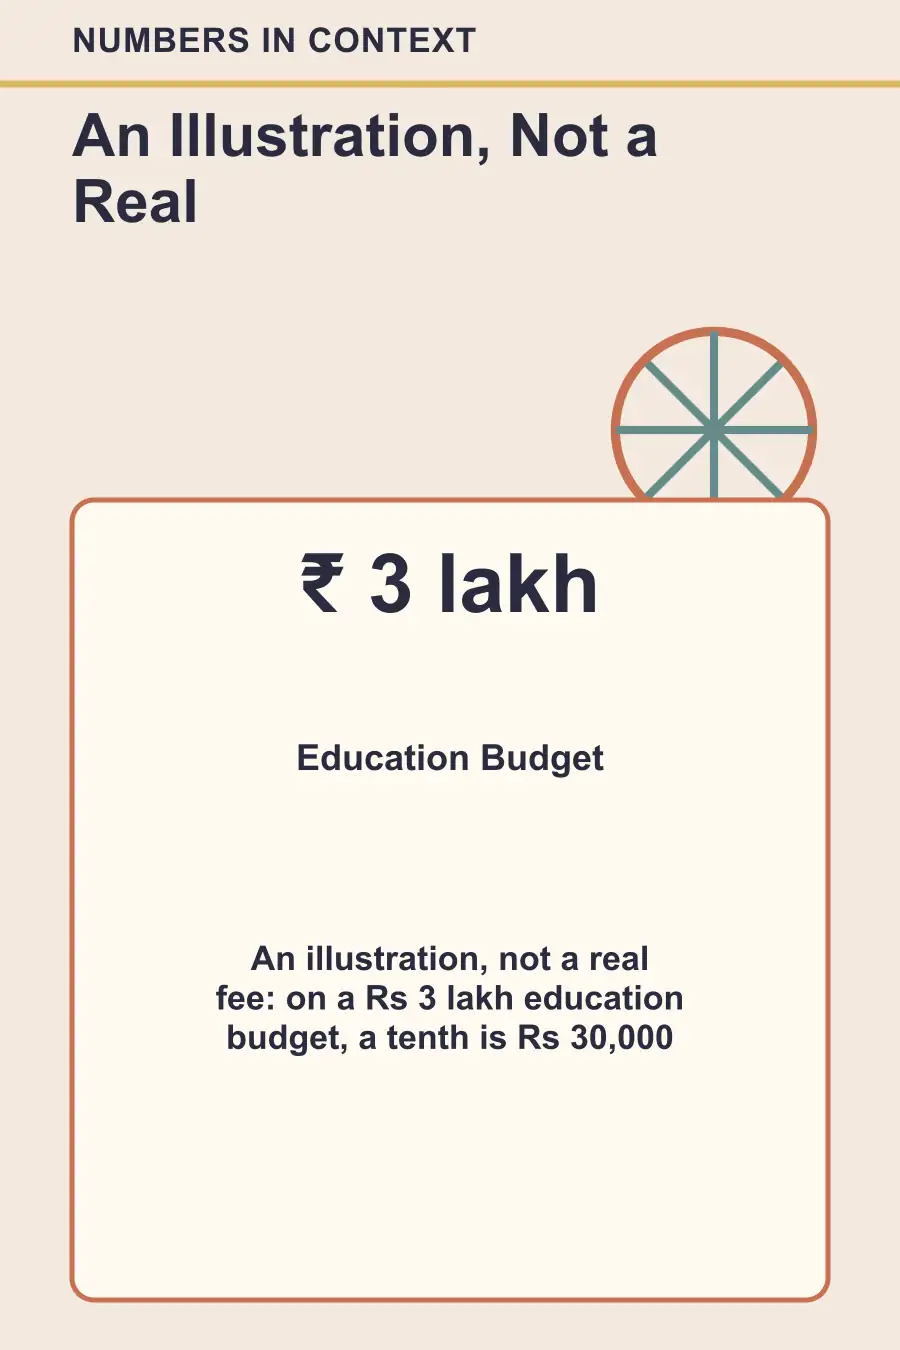 NUMBERS IN CONTEXT
An Illustration, Not a
Real
₹ 3 lakh
Education Budget
An illustration, not a real
fee: on a Rs 3 lakh education
budget, a tenth is Rs 30,000